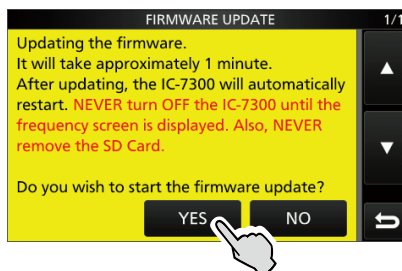 FIRMWARE UPDATE 1/1
Updating the firmware.
It will take approximately 1 minute.
After updating, the IC-7300 will automatically
restart. NEVER turn OFF the IC-7300 until the
frequency screen is displayed. Also, NEVER
remove the SD Card.
Do you wish to start the firmware update?
YES NO